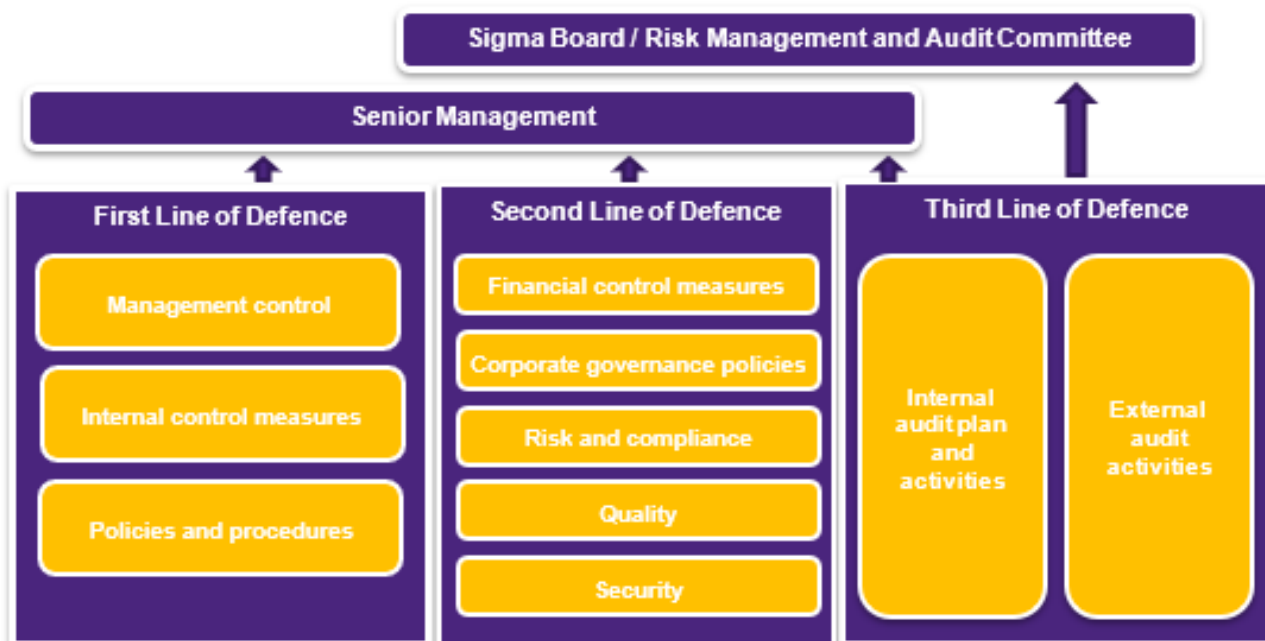 Sigma Board / Risk Management and Audit Committee
Senior Management
First Line of Defence
Management control
Internal control measures
Policies and procedures
Second Line of Defence
Financial control measures
Corporate governance policies
Risk and compliance
Quality
Security
Third Line of Defence
Internal
audit plan
and
activities
External
audit
activities